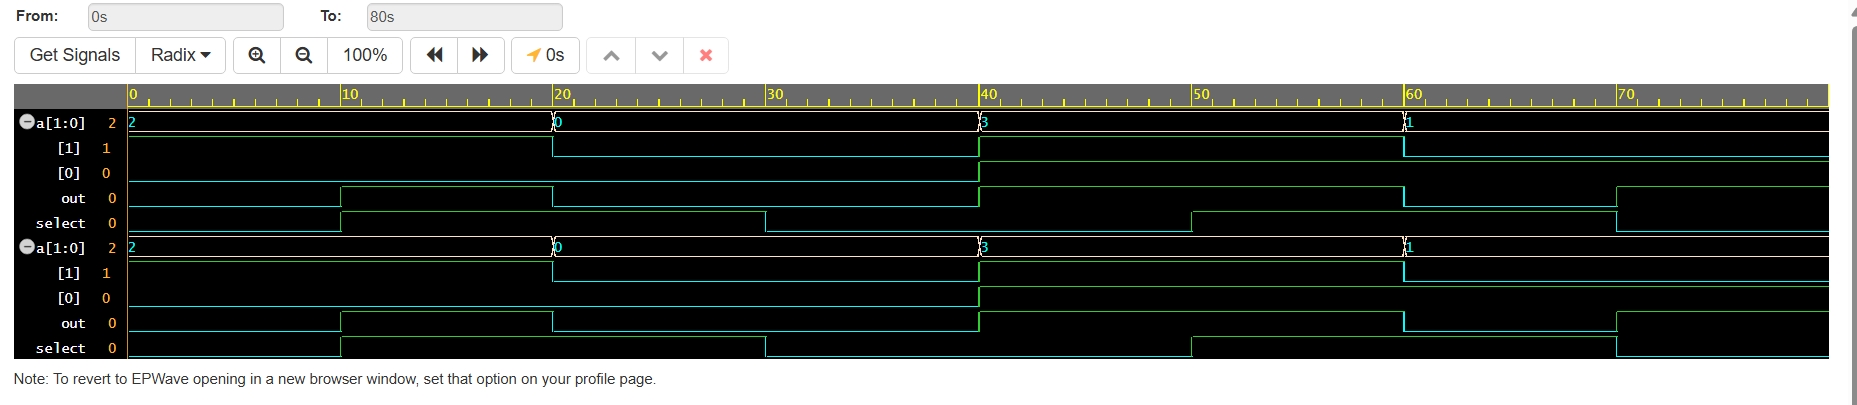 From: 0s To: 80s
Get Signals Radix 100% 0s
0 10 20 30 40 50 60 70
a[1:0] 2 2 0 3 1
[1] 1
[0] 0
out 0
select 0
a[1:0] 2 2 0 3 1
[1] 1
[0] 0
out 0
select 0
Note: To revert to EPWave opening in a new browser window, set that option on your profile page.